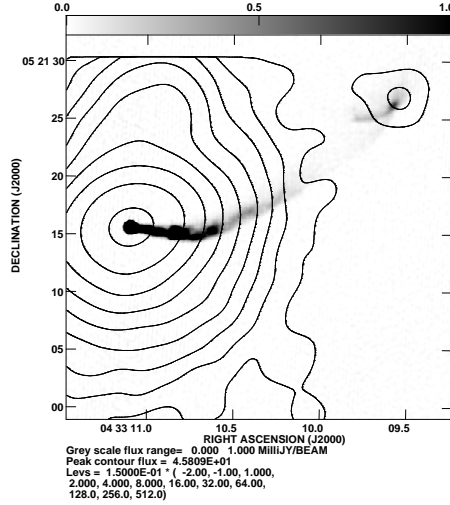 0.0 0.5 1.0
05 21 30
25
20
15
10
05
00
DECLINATION (J2000)
04 33 11.0 10.5 10.0 09.5
RIGHT ASCENSION (J2000)
Grey scale flux range= 0.000 1.000 MilliJY/BEAM
Peak contour flux = 4.5809E+01
Levs = 1.5000E-01 * ( -2.00, -1.00, 1.000,
2.000, 4.000, 8.000, 16.00, 32.00, 64.00,
128.0, 256.0, 512.0)